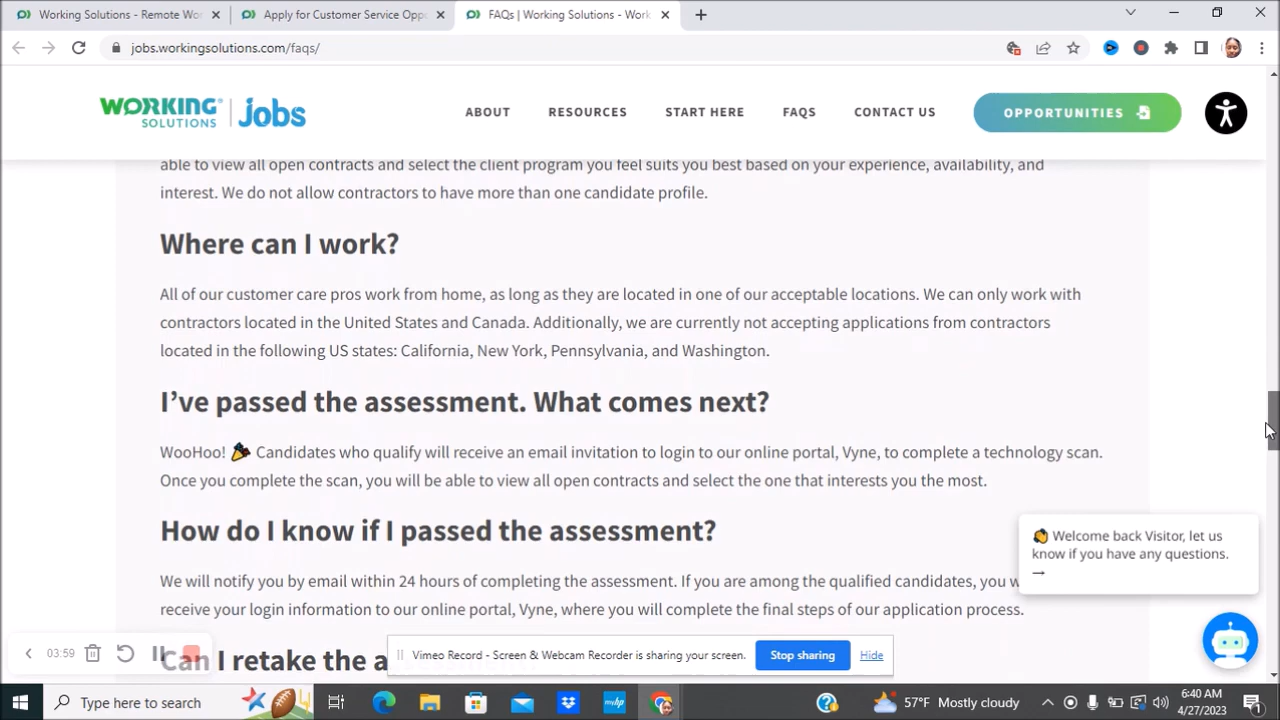 Working Solutions - Remote Wo
Apply for Customer Service Oppo
FAQs | Working Solutions - Work
jobs.workingsolutions.com/faqs/
WORKING SOLUTIONS | jobs
ABOUT
RESOURCES
START HERE
FAQS
CONTACT US
OPPORTUNITIES
able to view all open contracts and select the client program you feel suits you best based on your experience, availability, and
interest. We do not allow contractors to have more than one candidate profile.
Where can I work?
All of our customer care pros work from home, as long as they are located in one of our acceptable locations. We can only work with
contractors located in the United States and Canada. Additionally, we are currently not accepting applications from contractors
located in the following US states: California, New York, Pennsylvania, and Washington.
I’ve passed the assessment. What comes next?
WooHoo! 🎉 Candidates who qualify will receive an email invitation to login to our online portal, Vyne, to complete a technology scan.
Once you complete the scan, you will be able to view all open contracts and select the one that interests you the most.
How do I know if I passed the assessment?
We will notify you by email within 24 hours of completing the assessment. If you are among the qualified candidates, you w
receive your login information to our online portal, Vyne, where you will complete the final steps of our application process.
Can I retake the a
👋 Welcome back Visitor, let us
know if you have any questions.
→
03:59
Vimeo Record - Screen & Webcam Recorder is sharing your screen.
Stop sharing
Hide
Type here to search
57°F Mostly cloudy
6:40 AM
4/27/2023
1